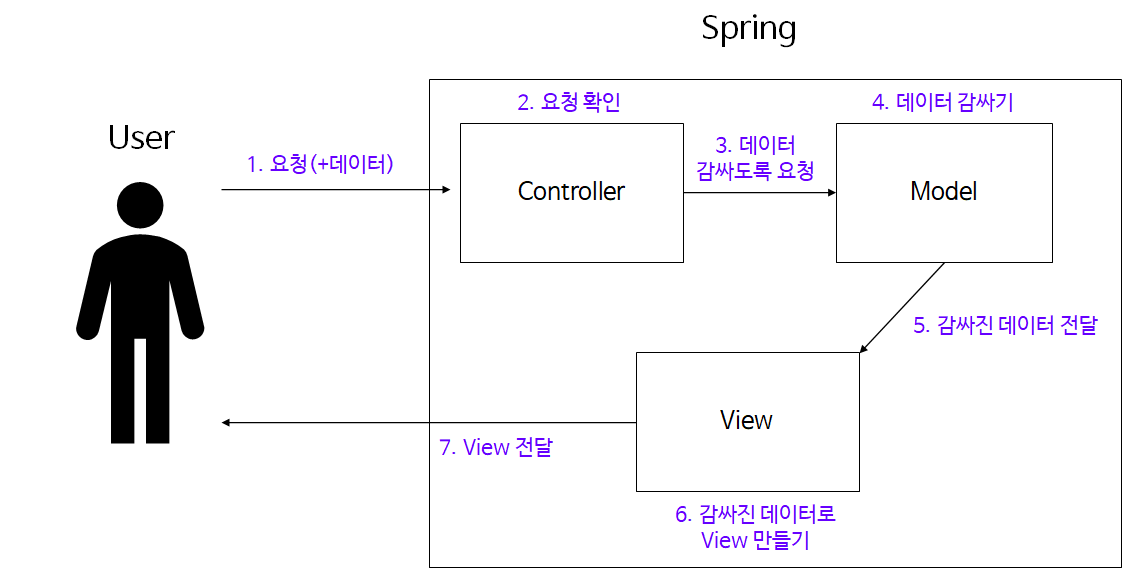 Spring
User
1. 요청(+데이터)
2. 요청 확인
Controller
3. 데이터
감싸도록 요청
4. 데이터 감싸기
Model
5. 감싸진 데이터 전달
View
6. 감싸진 데이터로
View 만들기
7. View 전달